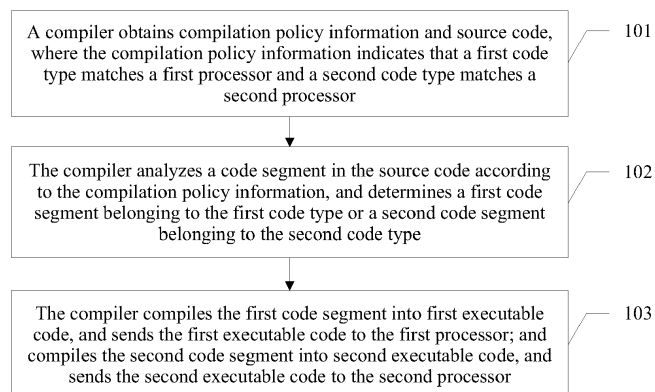 A compiler obtains compilation policy information and source code,
where the compilation policy information indicates that a first code
type matches a first processor and a second code type matches a
second processor
101
The compiler analyzes a code segment in the source code according
to the compilation policy information, and determines a first code
segment belonging to the first code type or a second code segment
belonging to the second code type
102
The compiler compiles the first code segment into first executable
code, and sends the first executable code to the first processor; and
compiles the second code segment into second executable code, and
sends the second executable code to the second processor
103